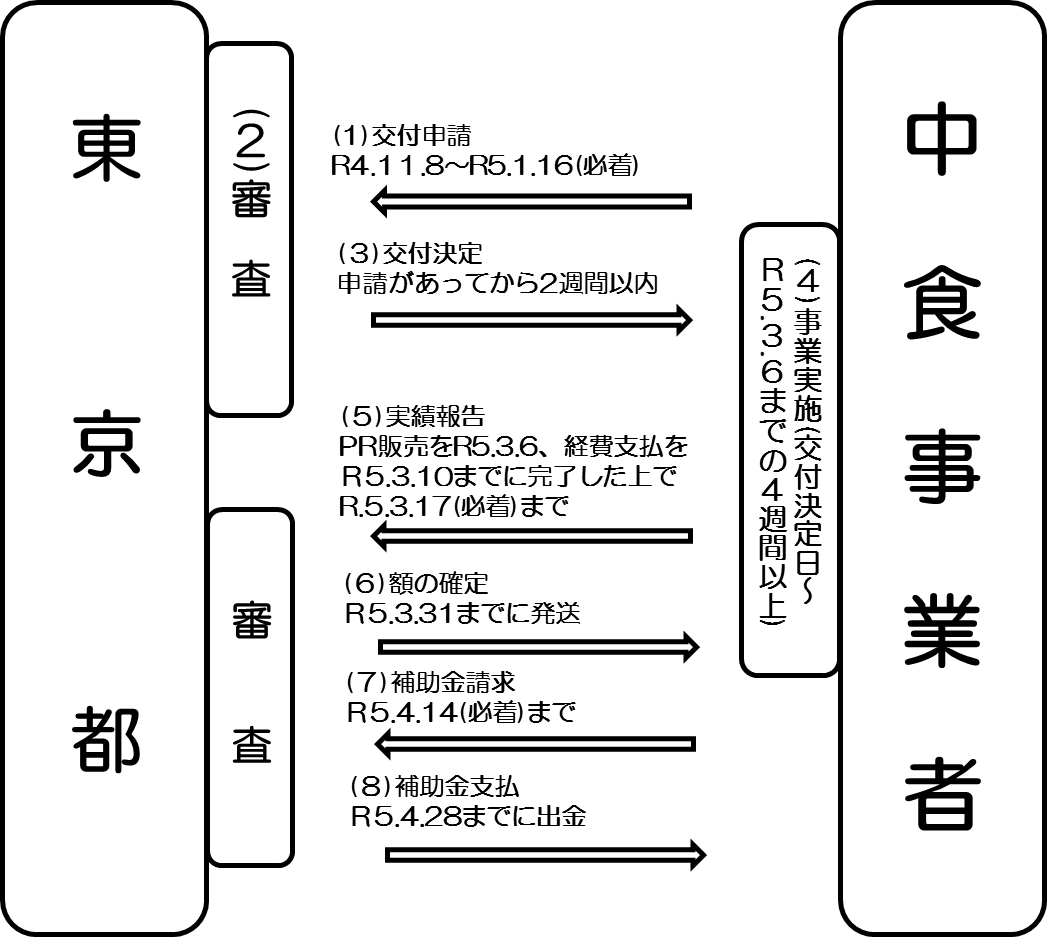 東京都
(2)審査
(1)交付申請
R4.11.8~R5.1.16(必着)
(3)交付決定
申請があってから2週間以内
(4)事業実施(交付決定日~
R5.3.6までの4週間以上)
(5)実績報告
PR販売をR5.3.6、経費支払を
R5.3.10までに完了した上で
R.5.3.17(必着)まで
審査
(6)額の確定
R5.3.31までに発送
(7)補助金請求
R5.4.14(必着)まで
(8)補助金支払
R5.4.28までに出金
中食事業者